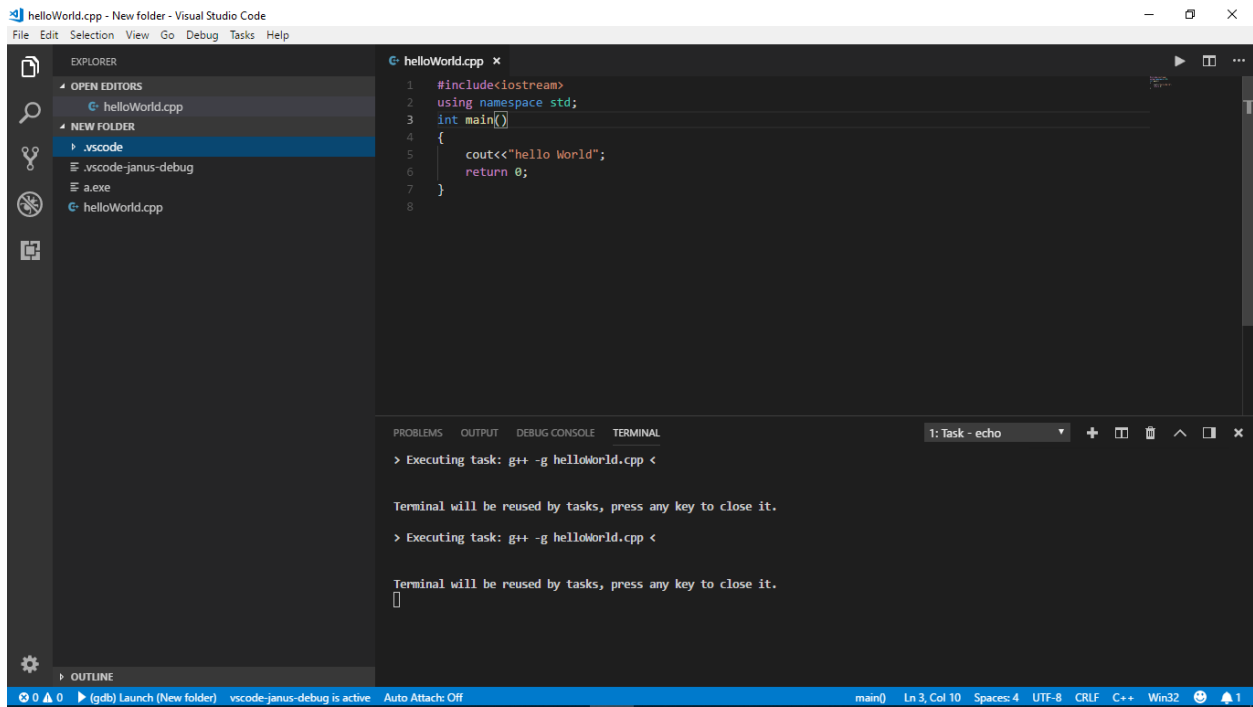 helloWorld.cpp - New folder - Visual Studio Code
File Edit Selection View Go Debug Tasks Help
EXPLORER
OPEN EDITORS
helloWorld.cpp
NEW FOLDER
.vscode
.vscode-janus-debug
a.exe
helloWorld.cpp
OUTLINE
helloWorld.cpp
1 #include<iostream>
2 using namespace std;
3 int main()
4 {
5 cout<<"hello World";
6 return 0;
7 }
8
PROBLEMS OUTPUT DEBUG CONSOLE TERMINAL 1: Task - echo
> Executing task: g++ -g helloWorld.cpp <
Terminal will be reused by tasks, press any key to close it.
> Executing task: g++ -g helloWorld.cpp <
Terminal will be reused by tasks, press any key to close it.
0 0 (gdb) Launch (New folder) vscode-janus-debug is active Auto Attach: Off main() Ln 3, Col 10 Spaces: 4 UTF-8 CRLF C++ Win32 1